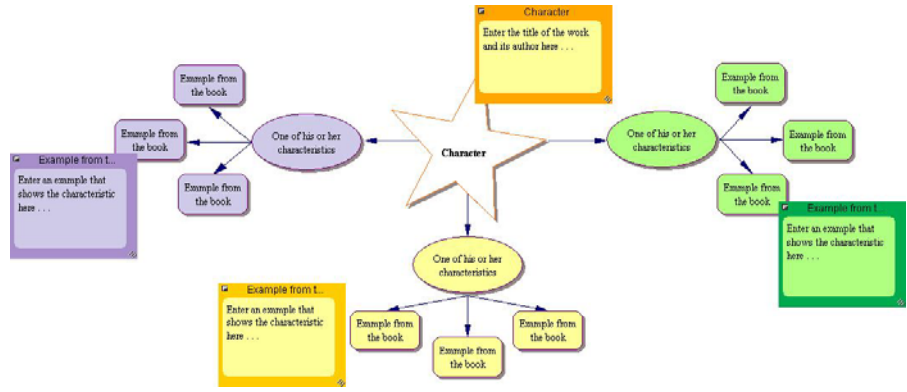 Character
Enter the title of the work
and its author here . . .
Example from
the book
Example from
the book
Example from
the book
One of his or her
characteristics
Example from t...
Enter an example that
shows the characteristic
here . . .
Character
One of his or her
characteristics
Example from
the book
Example from
the book
Example from
the book
Example from t...
Enter an example that
shows the characteristic
here . . .
One of his or her
characteristics
Example from t...
Enter an example that
shows the characteristic
here . . .
Example from
the book
Example from
the book
Example from
the book